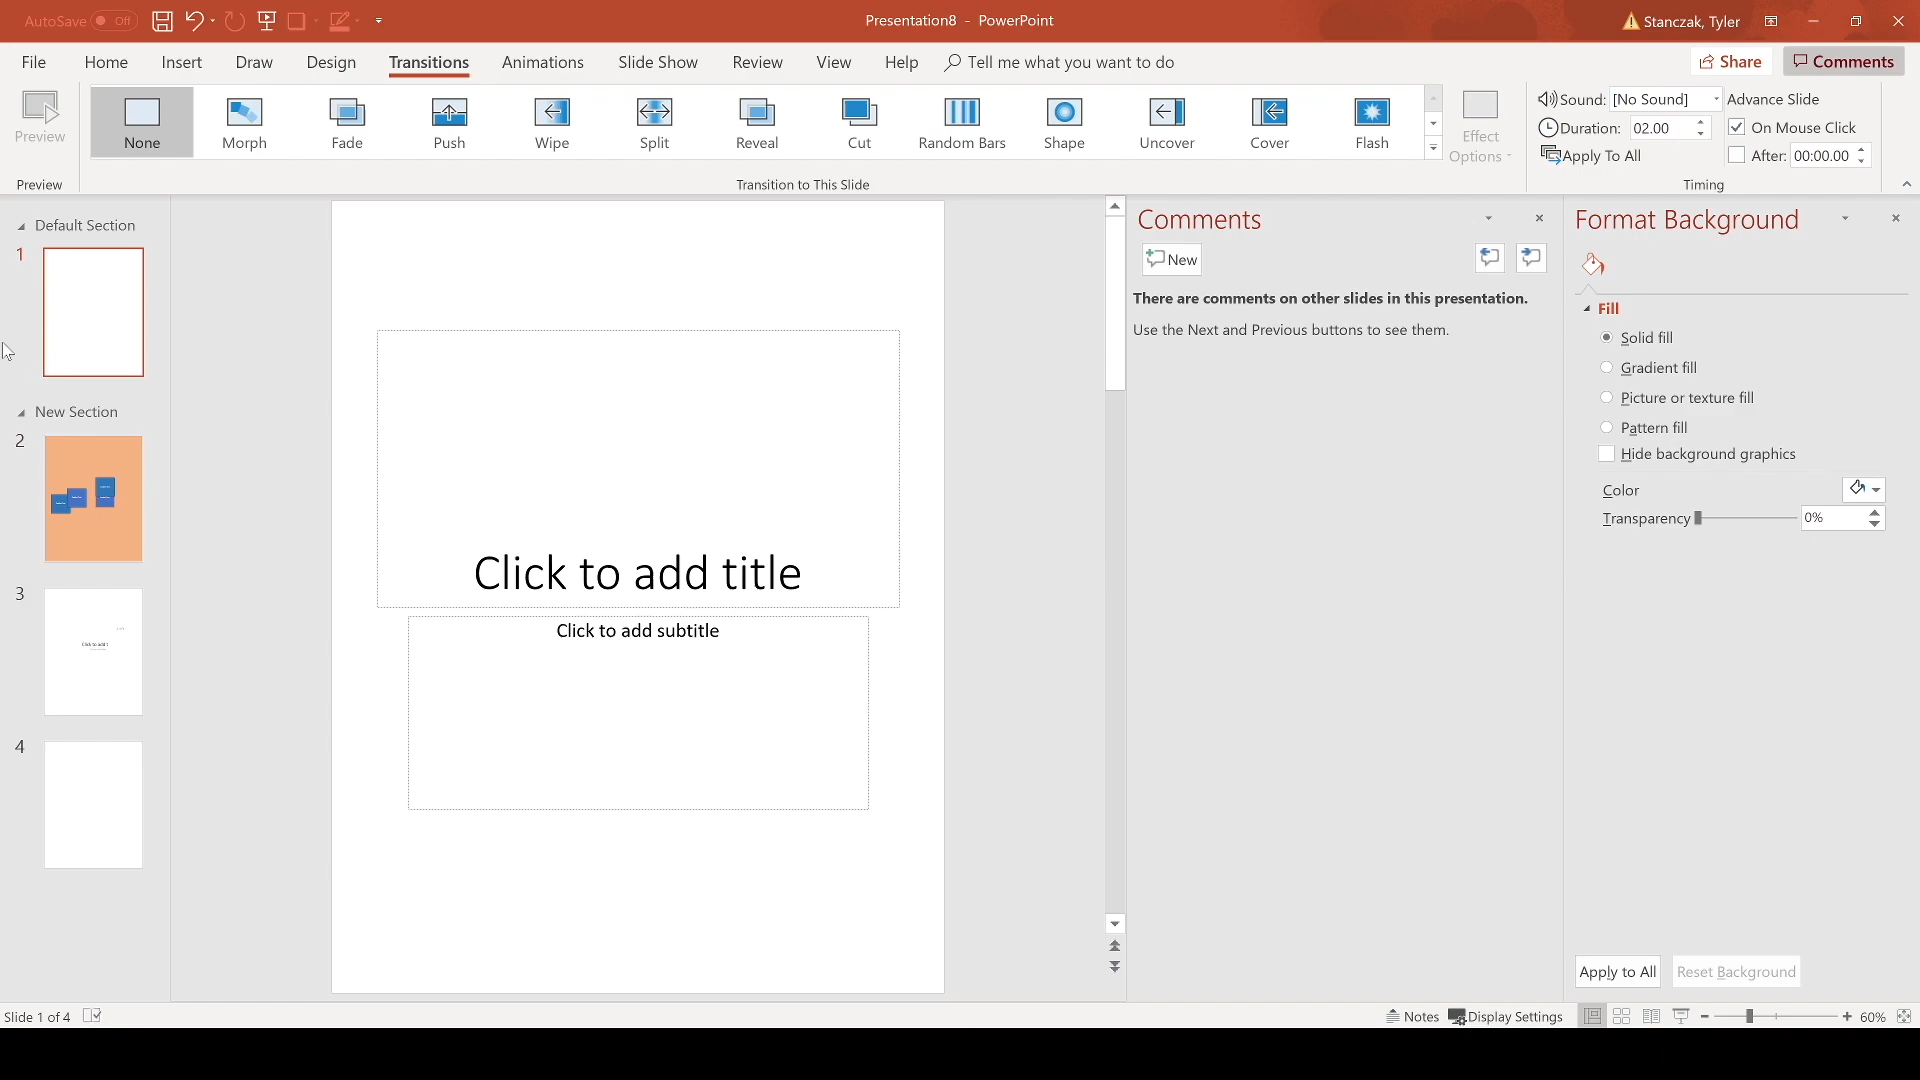 AutoSave Off
Presentation8 - PowerPoint
Stanczak, Tyler
File Home Insert Draw Design Transitions Animations Slide Show Review View Help Tell me what you want to do
Share Comments
Preview
None Morph Fade Push Wipe Split Reveal Cut Random Bars Shape Uncover Cover Flash
Effect
Options
Sound: [No Sound] Advance Slide
Duration: 02.00 On Mouse Click
Apply To All After: 00:00.00
Preview Transition to This Slide Timing
Default Section
1
New Section
2
3
Click to add t
4
Click to add title
Click to add subtitle
Comments
New
There are comments on other slides in this presentation.
Use the Next and Previous buttons to see them.
Format Background
Fill
Solid fill
Gradient fill
Picture or texture fill
Pattern fill
Hide background graphics
Color
Transparency 0%
Apply to All Reset Background
Slide 1 of 4
Notes Display Settings 60%